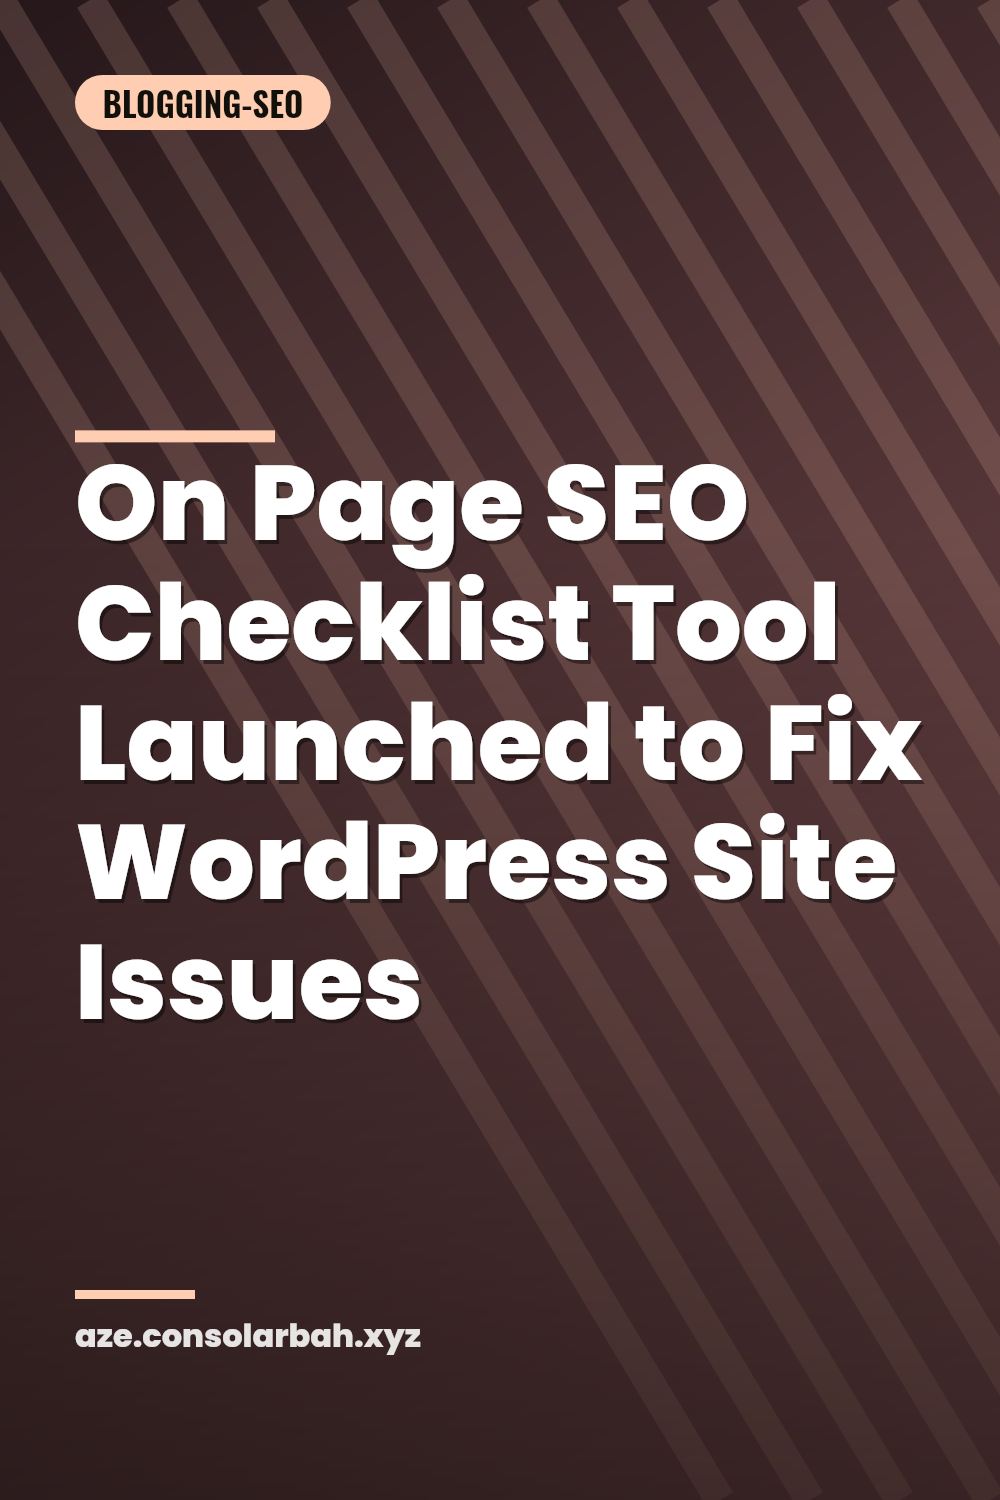 BLOGGING-SEO
On Page SEO
Checklist Tool
Launched to Fix
WordPress Site
Issues
aze.consolarbah.xyz